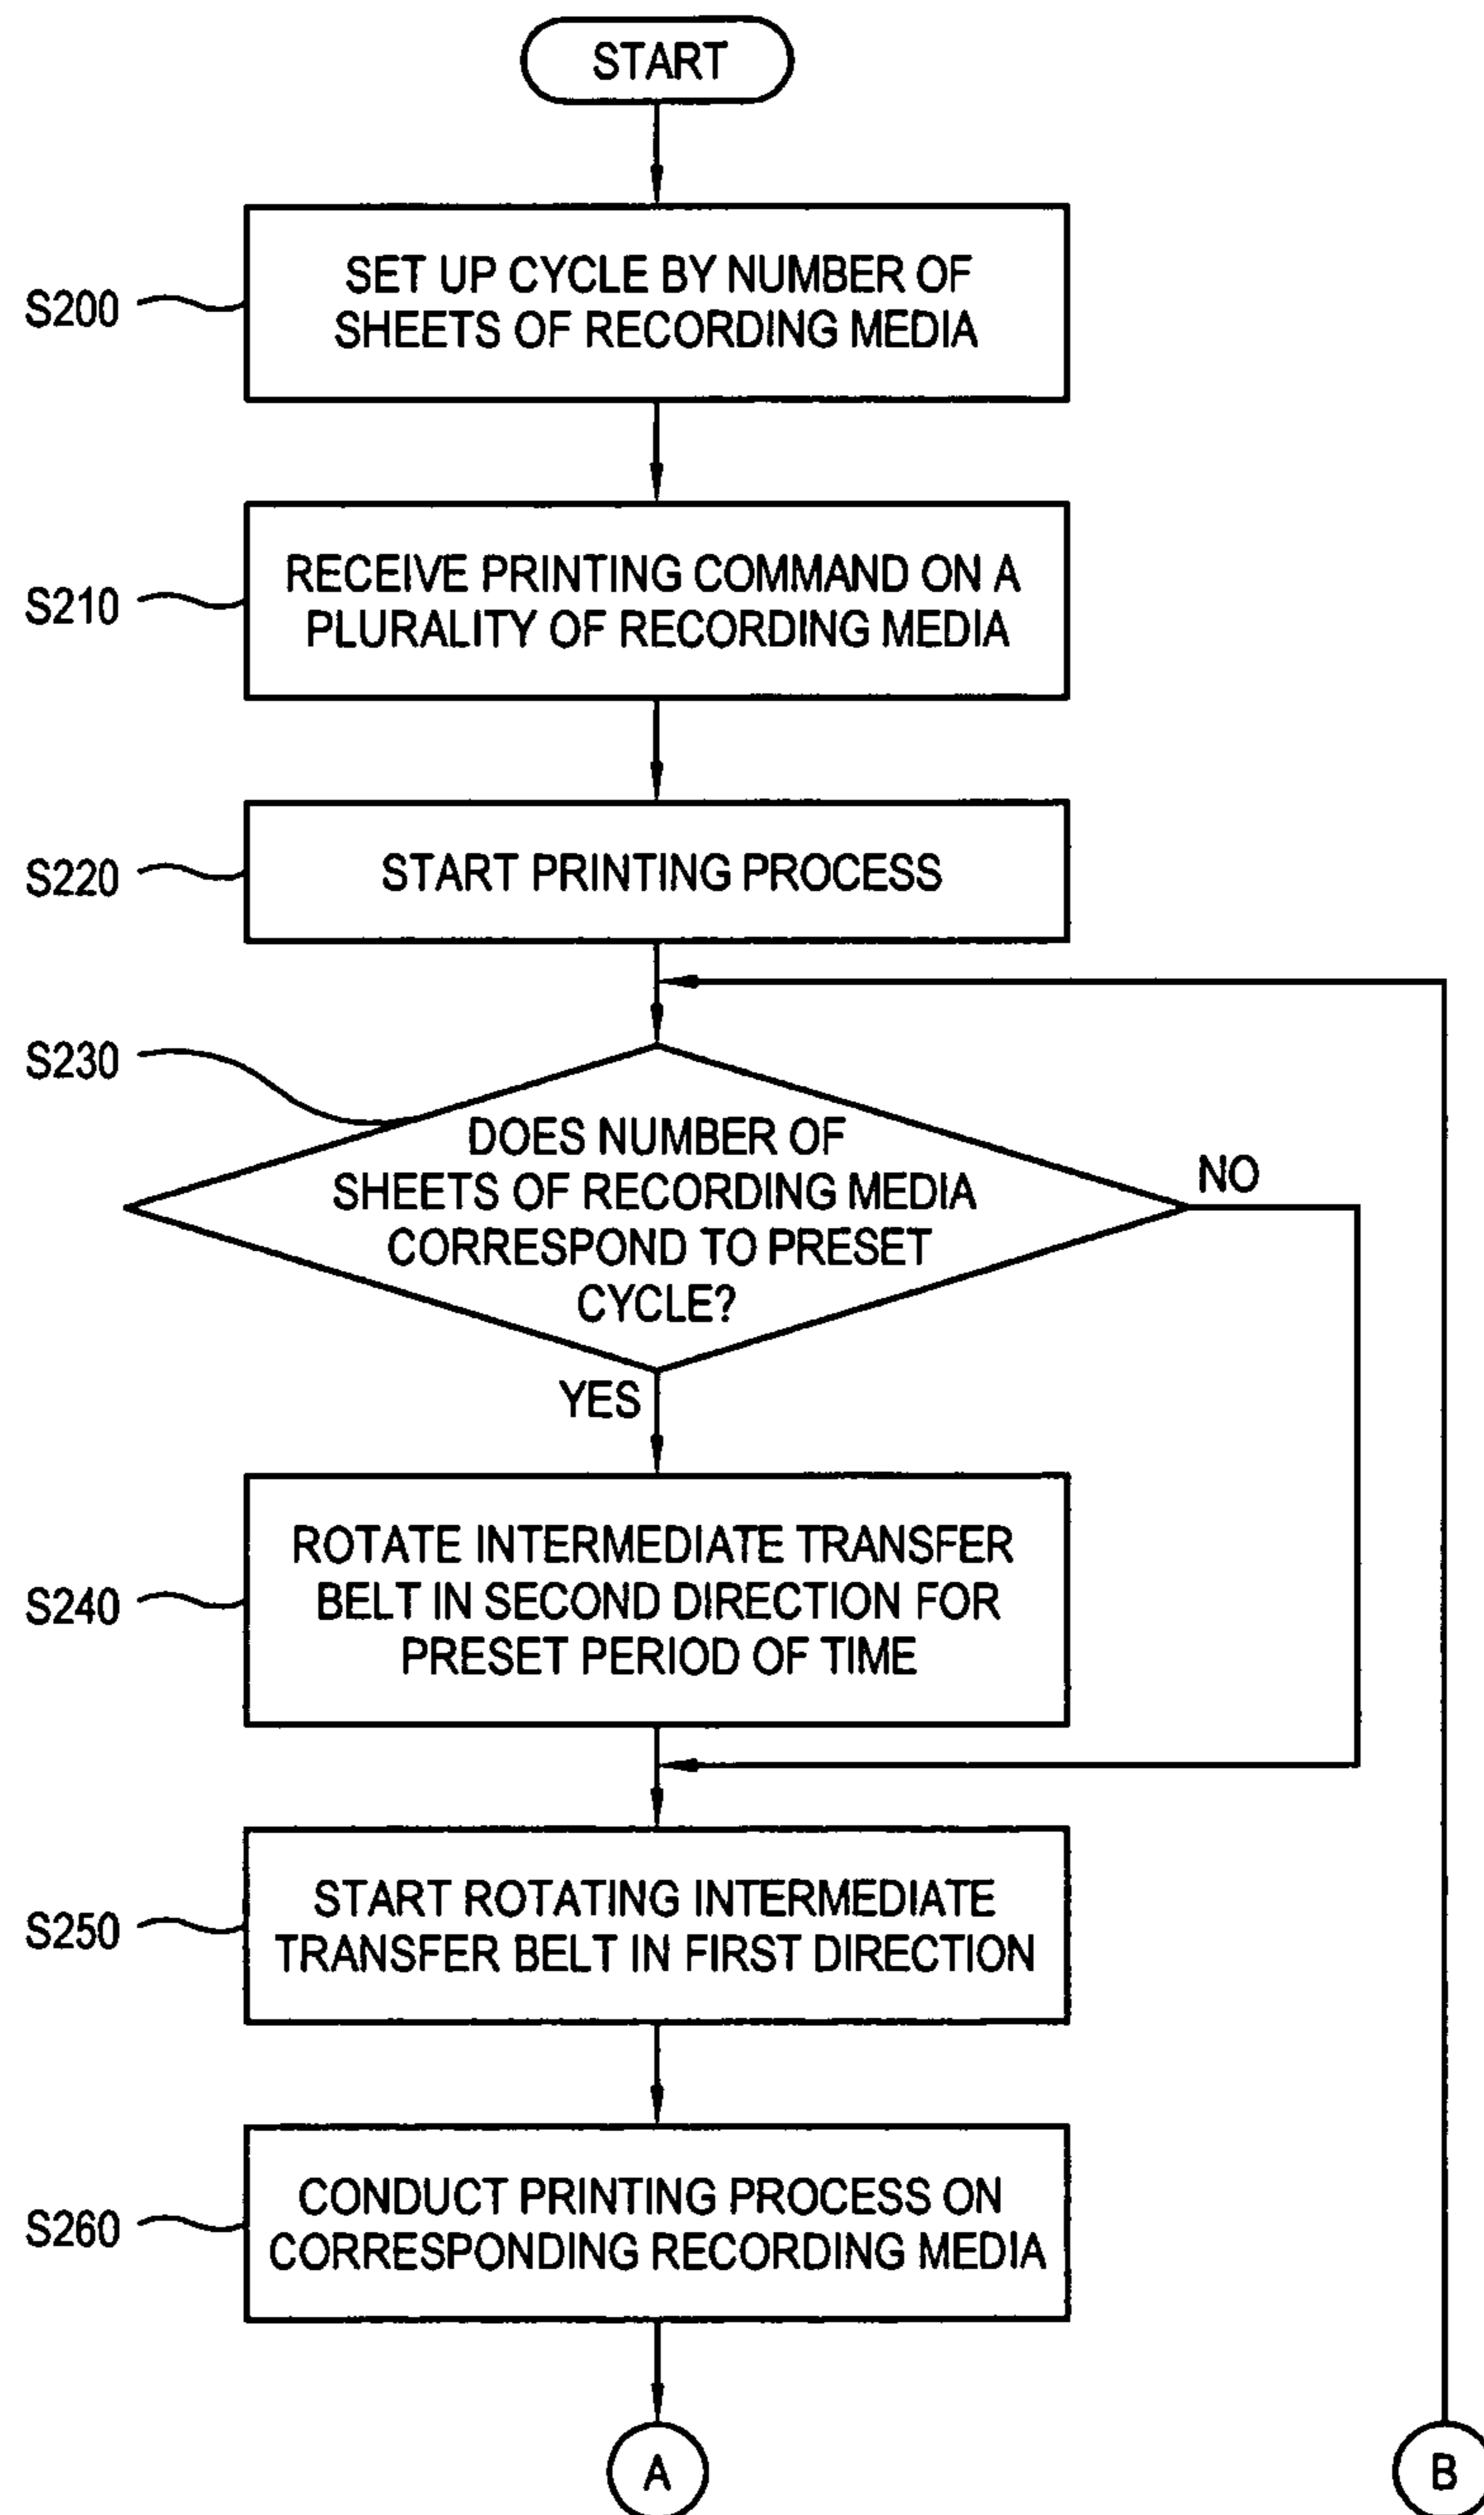 START
S200
SET UP CYCLE BY NUMBER OF
SHEETS OF RECORDING MEDIA
S210
RECEIVE PRINTING COMMAND ON A
PLURALITY OF RECORDING MEDIA
S220
START PRINTING PROCESS
S230
DOES NUMBER OF
SHEETS OF RECORDING MEDIA
CORRESPOND TO PRESET
CYCLE?
NO
YES
S240
ROTATE INTERMEDIATE TRANSFER
BELT IN SECOND DIRECTION FOR
PRESET PERIOD OF TIME
S250
START ROTATING INTERMEDIATE
TRANSFER BELT IN FIRST DIRECTION
S260
CONDUCT PRINTING PROCESS ON
CORRESPONDING RECORDING MEDIA
A
B